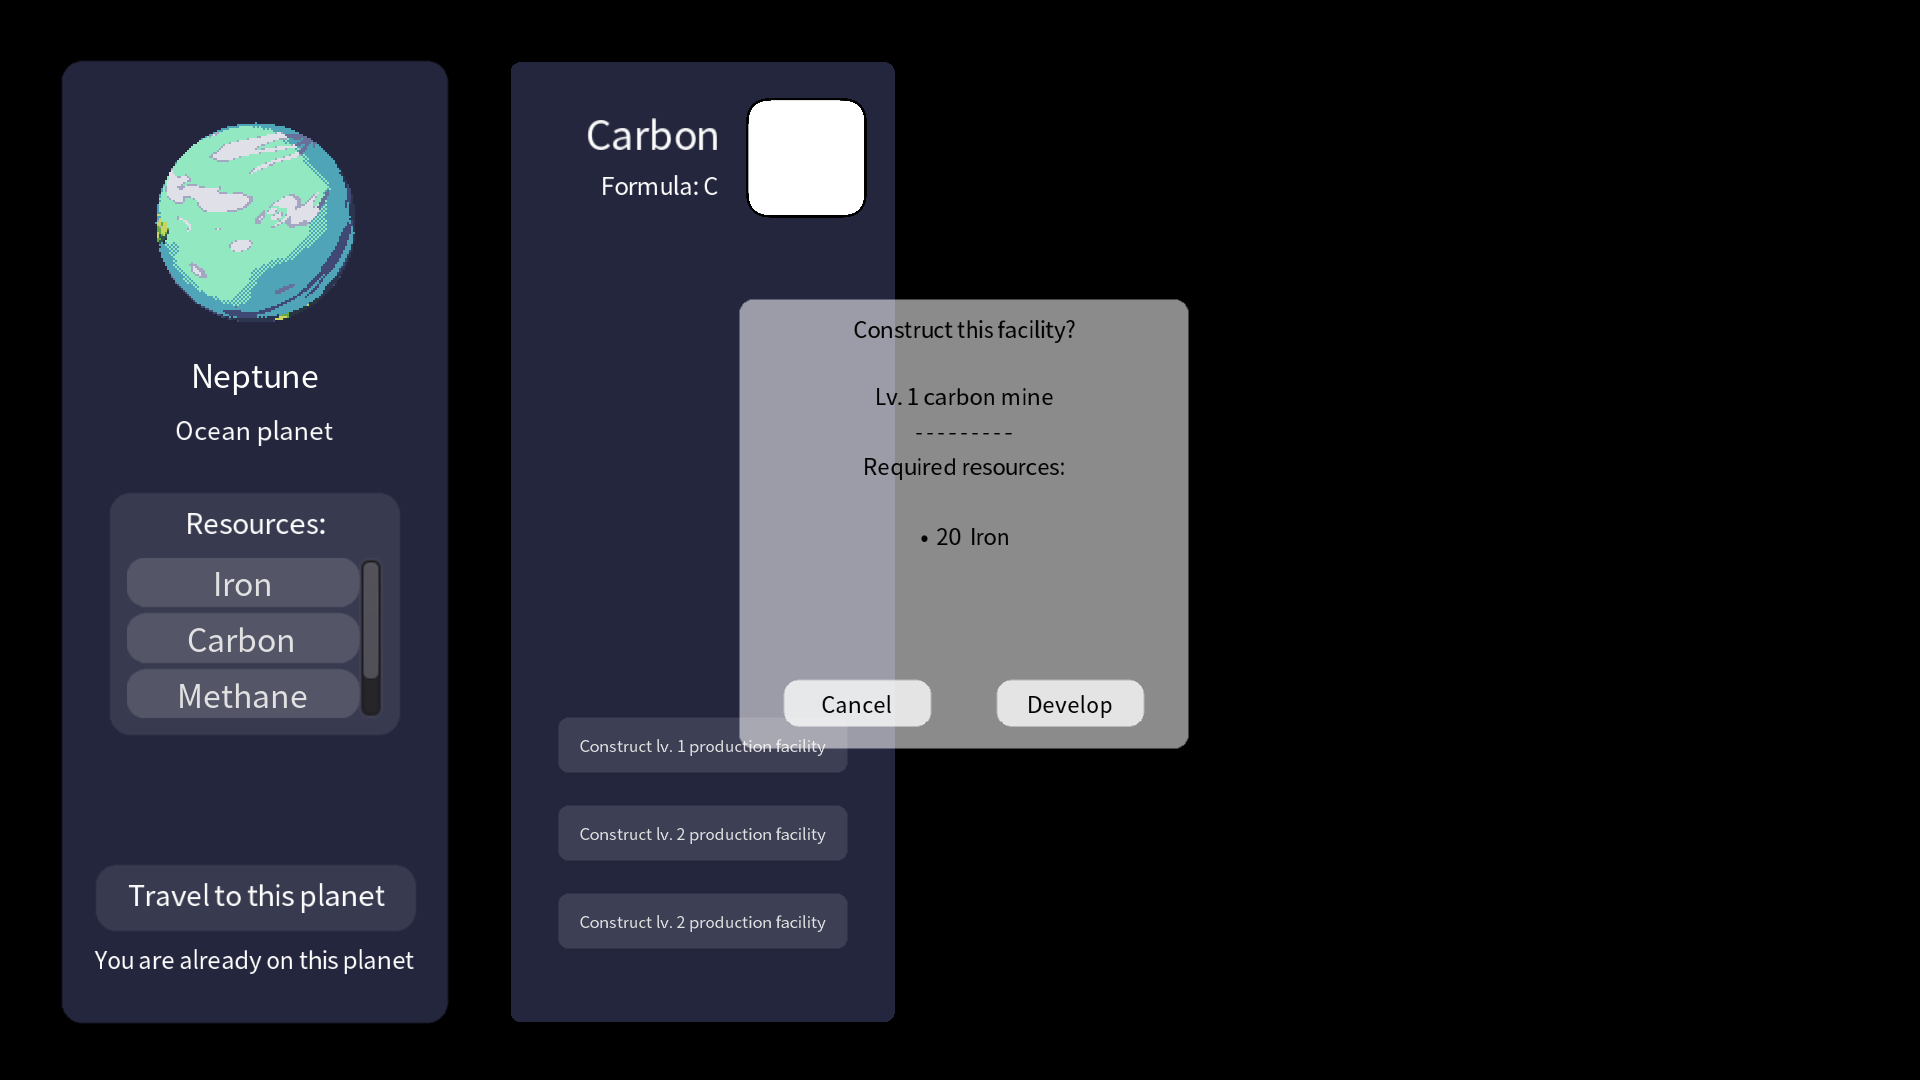 Neptune
Ocean planet
Resources:
Iron
Carbon
Methane
Travel to this planet
You are already on this planet
Carbon
Formula: C
Construct lv. 1 production facility
Construct lv. 2 production facility
Construct lv. 2 production facility
Construct this facility?
Lv. 1 carbon mine
---------
Required resources:
• 20 Iron
Cancel
Develop